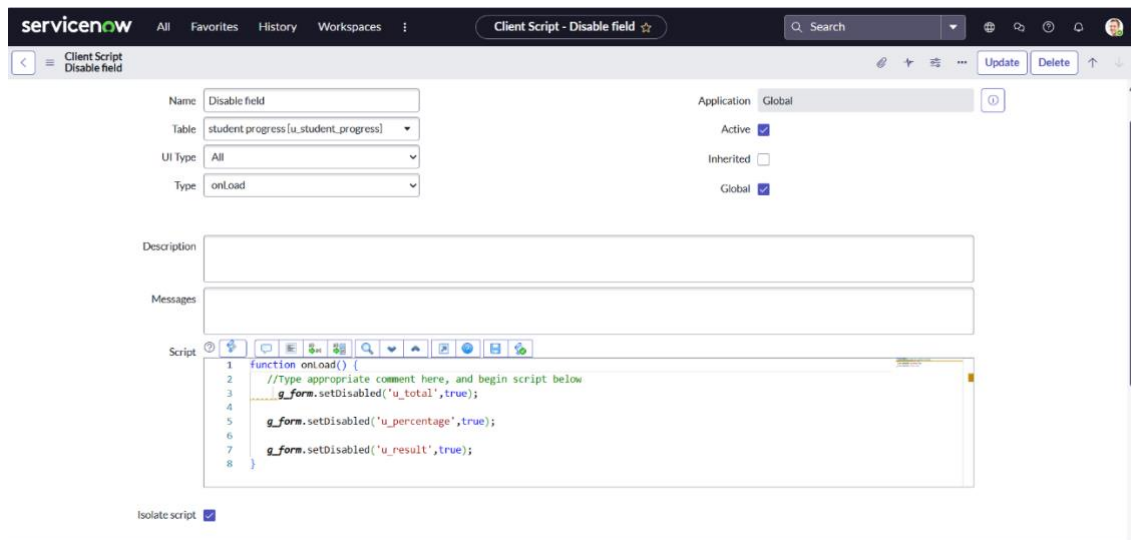 servicenow All Favorites History Workspaces Client Script - Disable field Search
Client Script
Disable field
Update Delete
Name Disable field Application Global
Table student progress [u_student_progress] Active
UI Type All Inherited
Type onLoad Global
Description
Messages
Script
1 function onLoad() {
2 //Type appropriate comment here, and begin script below
3 g_form.setDisabled('u_total',true);
4
5 g_form.setDisabled('u_percentage',true);
6
7 g_form.setDisabled('u_result',true);
8 }
Isolate script